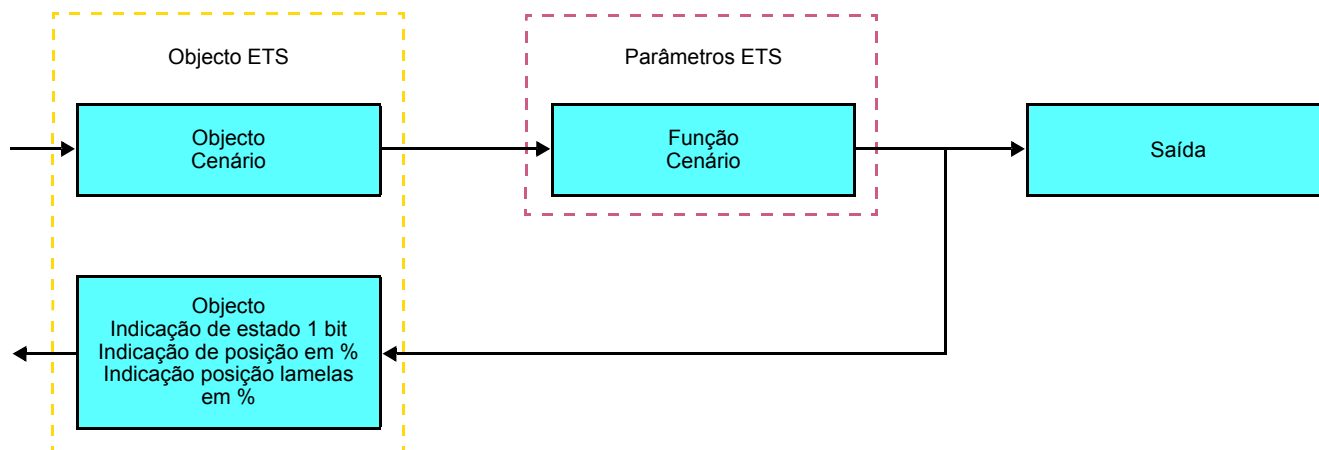 Objecto ETS
Parâmetros ETS
Objecto
Cenário
Função
Cenário
Saída
Objecto
Indicação de estado 1 bit
Indicação de posição em %
Indicação posição lamelas
em %